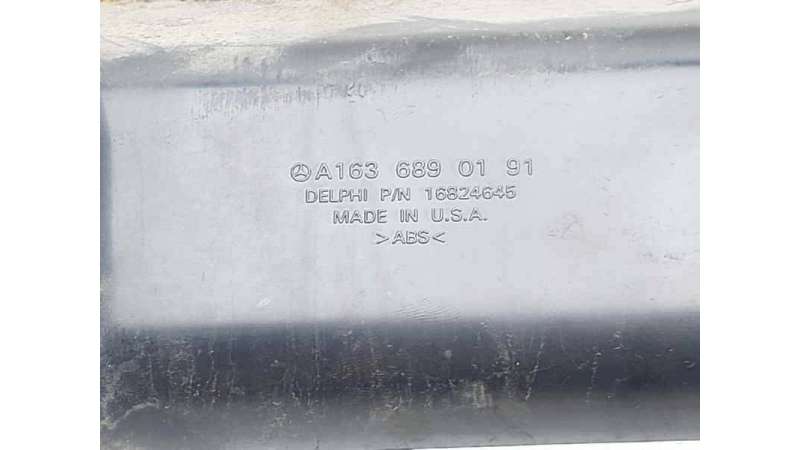 A163 689 01 91
DELPHI P/N 16824645
MADE IN U.S.A.
>ABS<